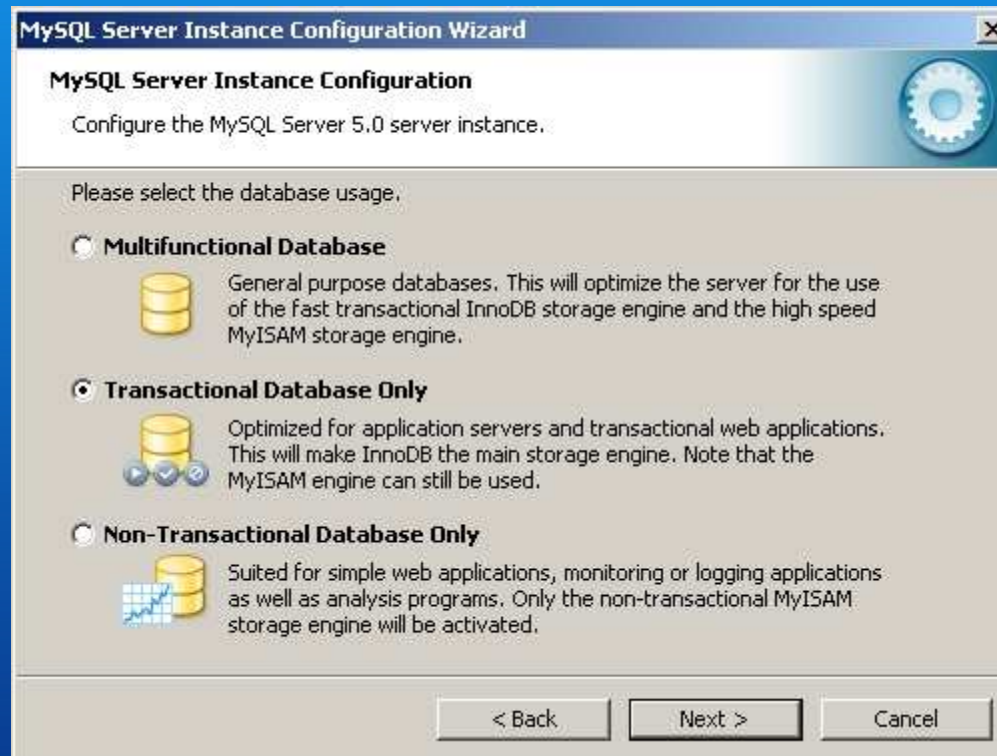 MySQL Server Instance Configuration Wizard
MySQL Server Instance Configuration
Configure the MySQL Server 5.0 server instance.
Please select the database usage.
Multifunctional Database
General purpose databases. This will optimize the server for the use
of the fast transactional InnoDB storage engine and the high speed
MyISAM storage engine.
Transactional Database Only
Optimized for application servers and transactional web applications.
This will make InnoDB the main storage engine. Note that the
MyISAM engine can still be used.
Non-Transactional Database Only
Suited for simple web applications, monitoring or logging applications
as well as analysis programs. Only the non-transactional MyISAM
storage engine will be activated.
< Back Next > Cancel